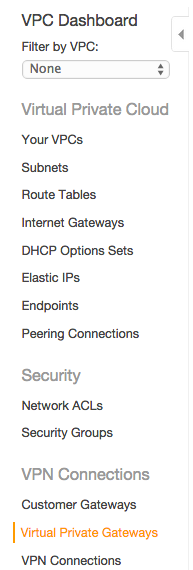 VPC Dashboard
Filter by VPC:
None
Virtual Private Cloud
Your VPCs
Subnets
Route Tables
Internet Gateways
DHCP Options Sets
Elastic IPs
Endpoints
Peering Connections
Security
Network ACLs
Security Groups
VPN Connections
Customer Gateways
Virtual Private Gateways
VPN Connections